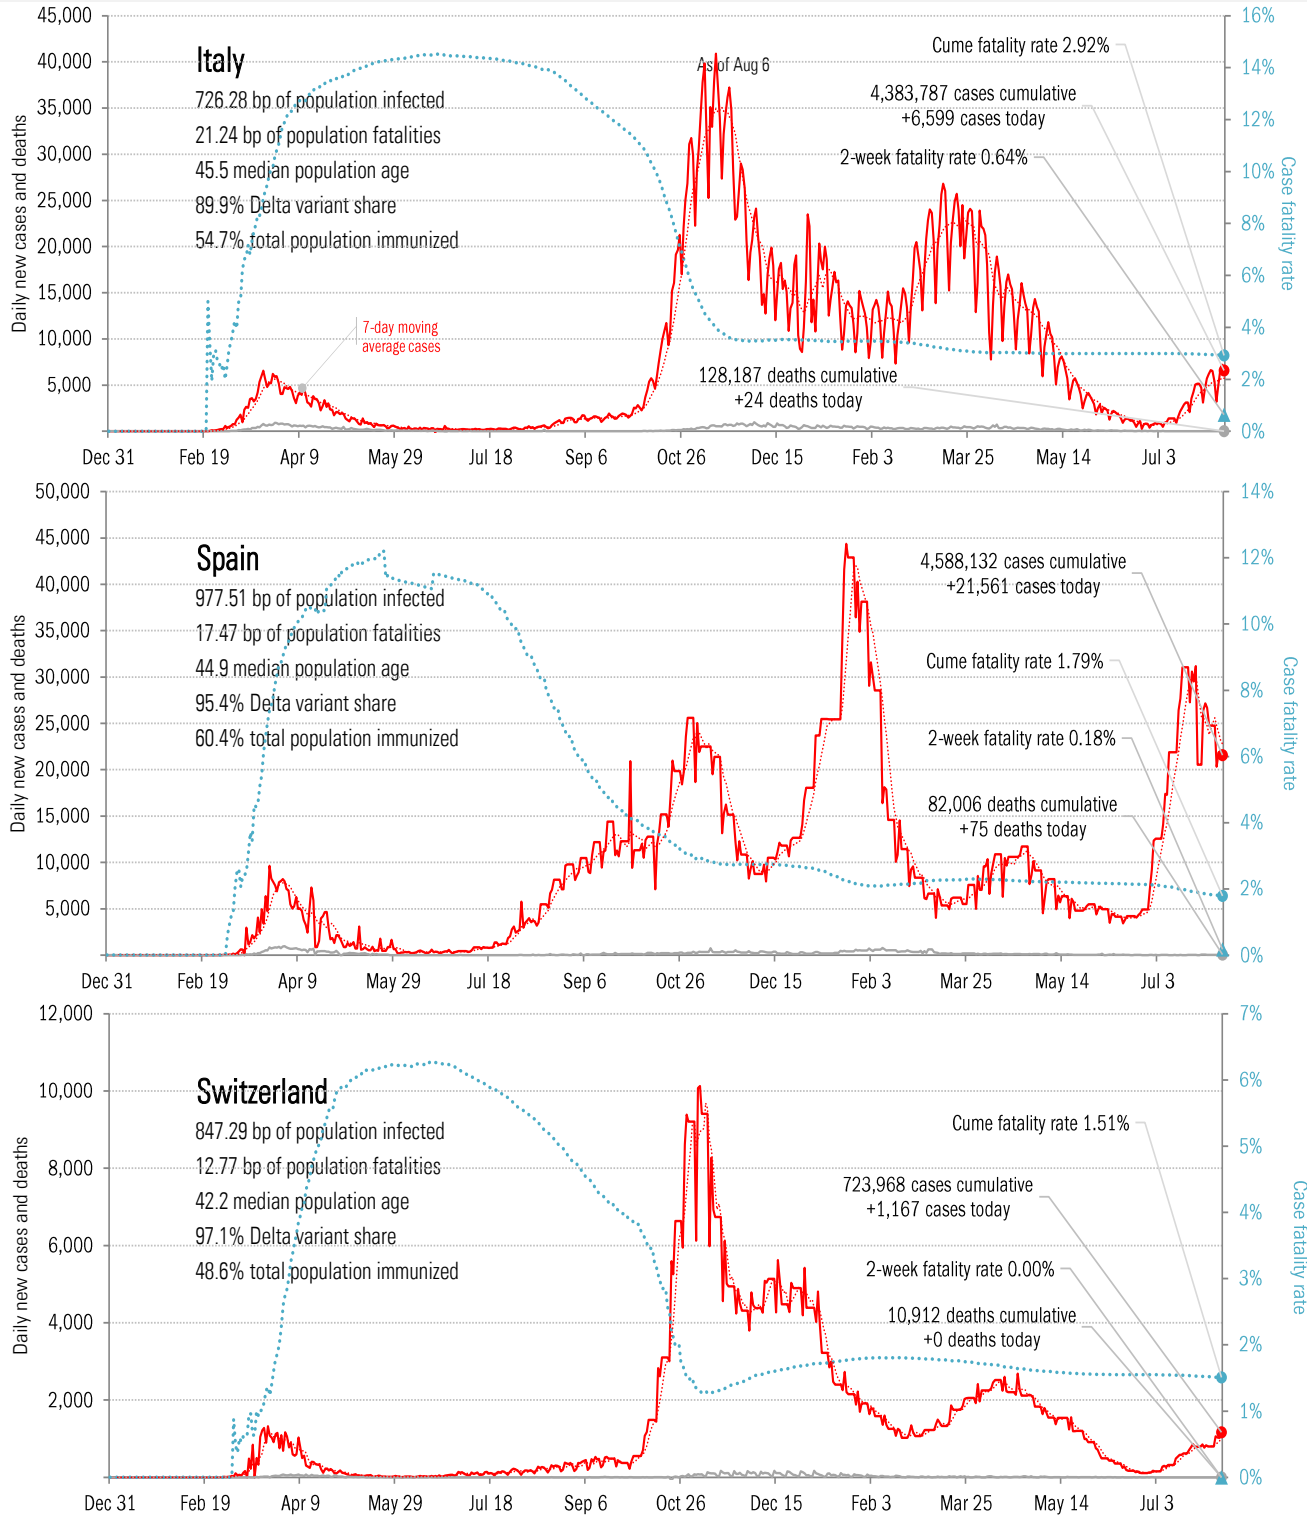 Daily new cases and deaths
45,000
40,000
35,000
30,000
25,000
20,000
15,000
10,000
5,000
Italy
726.28 bp of population infected
21.24 bp of population fatalities
45.5 median population age
89.9% Delta variant share
54.7% total population immunized
7-day moving
average cases
As of Aug 6
Cume fatality rate 2.92%
4,383,787 cases cumulative
+6,599 cases today
2-week fatality rate 0.64%
128,187 deaths cumulative
+24 deaths today
16%
14%
12%
10%
8%
6%
4%
2%
0%
Case fatality rate
Dec 31 Feb 19 Apr 9 May 29 Jul 18 Sep 6 Oct 26 Dec 15 Feb 3 Mar 25 May 14 Jul 3
Daily new cases and deaths
50,000
45,000
40,000
35,000
30,000
25,000
20,000
15,000
10,000
5,000
Spain
977.51 bp of population infected
17.47 bp of population fatalities
44.9 median population age
95.4% Delta variant share
60.4% total population immunized
4,588,132 cases cumulative
+21,561 cases today
Cume fatality rate 1.79%
2-week fatality rate 0.18%
82,006 deaths cumulative
+75 deaths today
14%
12%
10%
8%
6%
4%
2%
0%
Case fatality rate
Dec 31 Feb 19 Apr 9 May 29 Jul 18 Sep 6 Oct 26 Dec 15 Feb 3 Mar 25 May 14 Jul 3
Daily new cases and deaths
12,000
10,000
8,000
6,000
4,000
2,000
Switzerland
847.29 bp of population infected
12.77 bp of population fatalities
42.2 median population age
97.1% Delta variant share
48.6% total population immunized
Cume fatality rate 1.51%
723,968 cases cumulative
+1,167 cases today
2-week fatality rate 0.00%
10,912 deaths cumulative
+0 deaths today
7%
6%
5%
4%
3%
2%
1%
0%
Case fatality rate
Dec 31 Feb 19 Apr 9 May 29 Jul 18 Sep 6 Oct 26 Dec 15 Feb 3 Mar 25 May 14 Jul 3